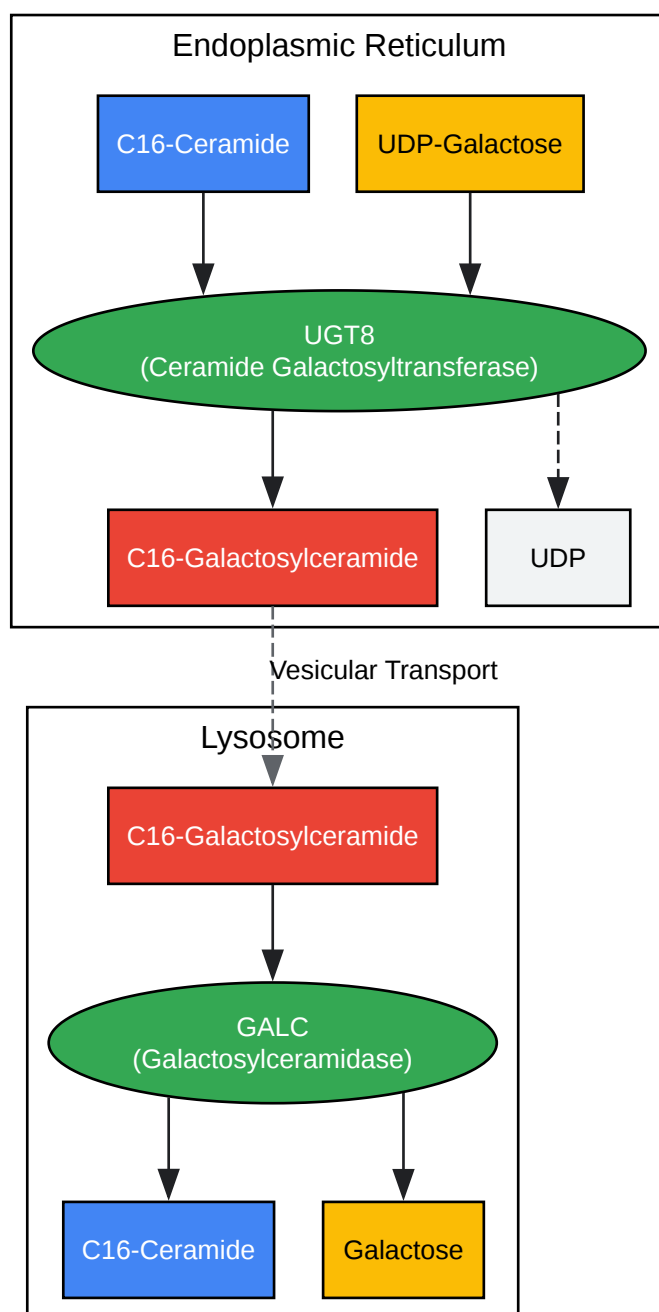 Endoplasmic Reticulum
C16-Ceramide
UDP-Galactose
UGT8
(Ceramide Galactosyltransferase)
C16-Galactosylceramide
UDP
Vesicular Transport
Lysosome
C16-Galactosylceramide
GALC
(Galactosylceramidase)
C16-Ceramide
Galactose